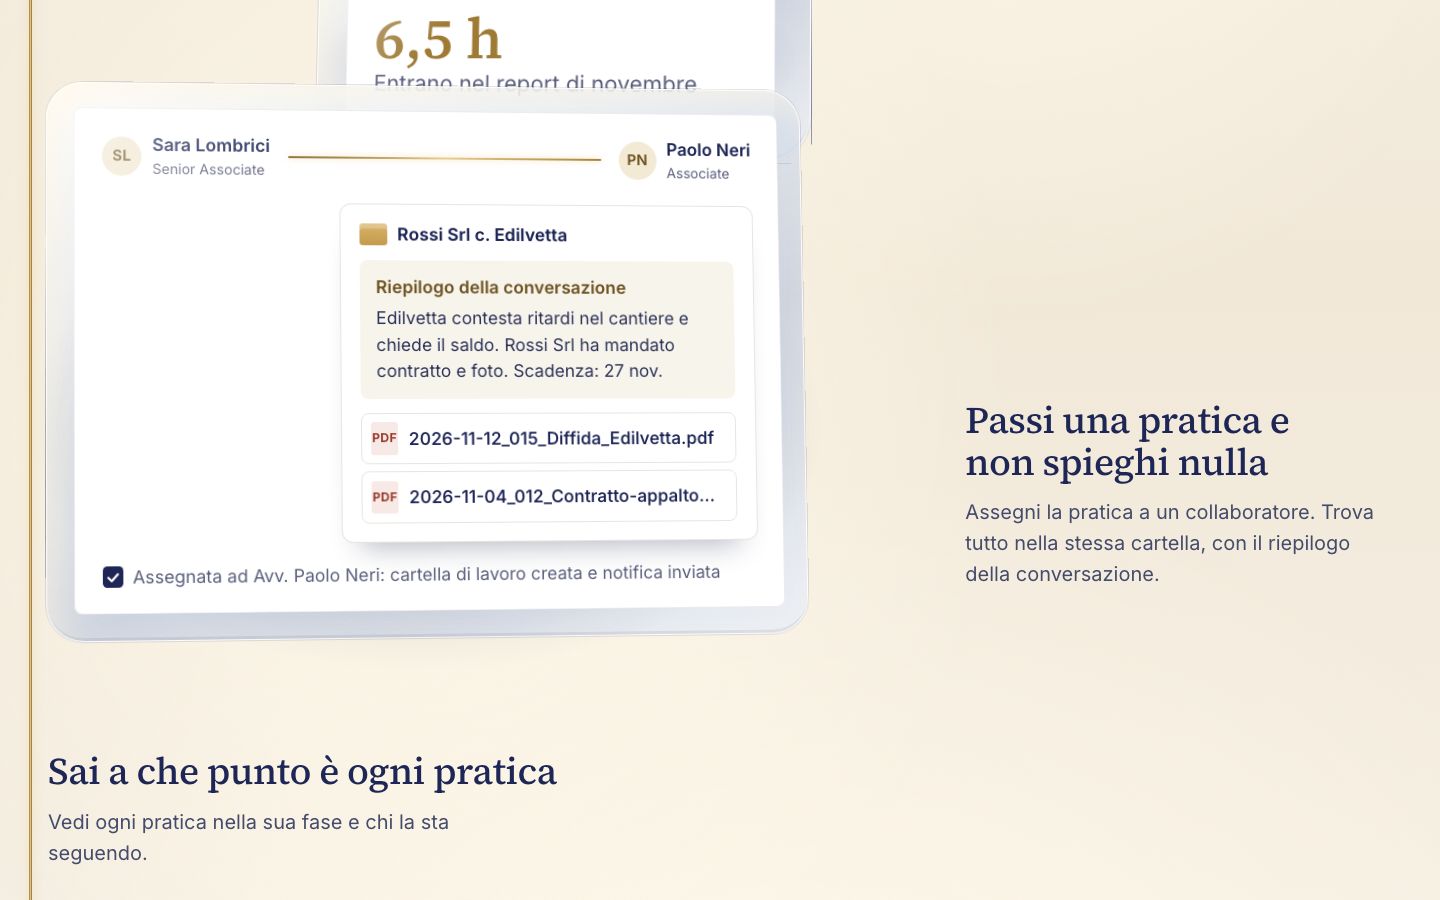 6,5 h
Entrano nel report di novembre
SL
Sara Lombrici
Senior Associate
PN
Paolo Neri
Associate
Rossi Srl c. Edilvetta
Riepilogo della conversazione
Edilvetta contesta ritardi nel cantiere e
chiede il saldo. Rossi Srl ha mandato
contratto e foto. Scadenza: 27 nov.
PDF 2026-11-12_015_Diffida_Edilvetta.pdf
PDF 2026-11-04_012_Contratto-appalto...
Assegnata ad Avv. Paolo Neri: cartella di lavoro creata e notifica inviata
Passi una pratica e
non spieghi nulla
Assegni la pratica a un collaboratore. Trova
tutto nella stessa cartella, con il riepilogo
della conversazione.
Sai a che punto è ogni pratica
Vedi ogni pratica nella sua fase e chi la sta
seguendo.